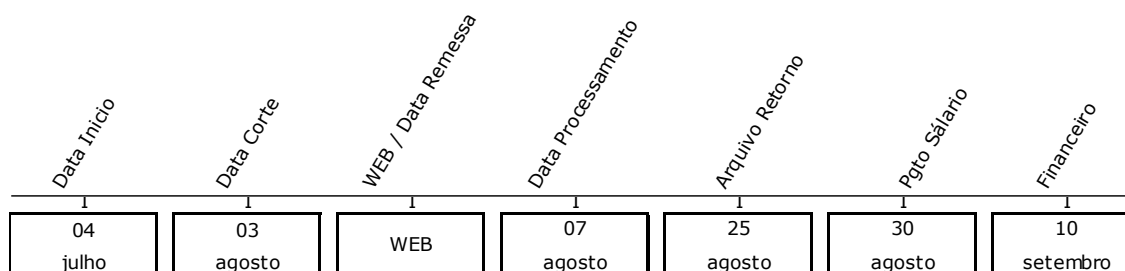 Data Inicio
Data Corte
WEB / Data Remessa
Data Processamento
Arquivo Retorno
Pgto Sálario
Financeiro
04
julho
03
agosto
WEB
07
agosto
25
agosto
30
agosto
10
setembro